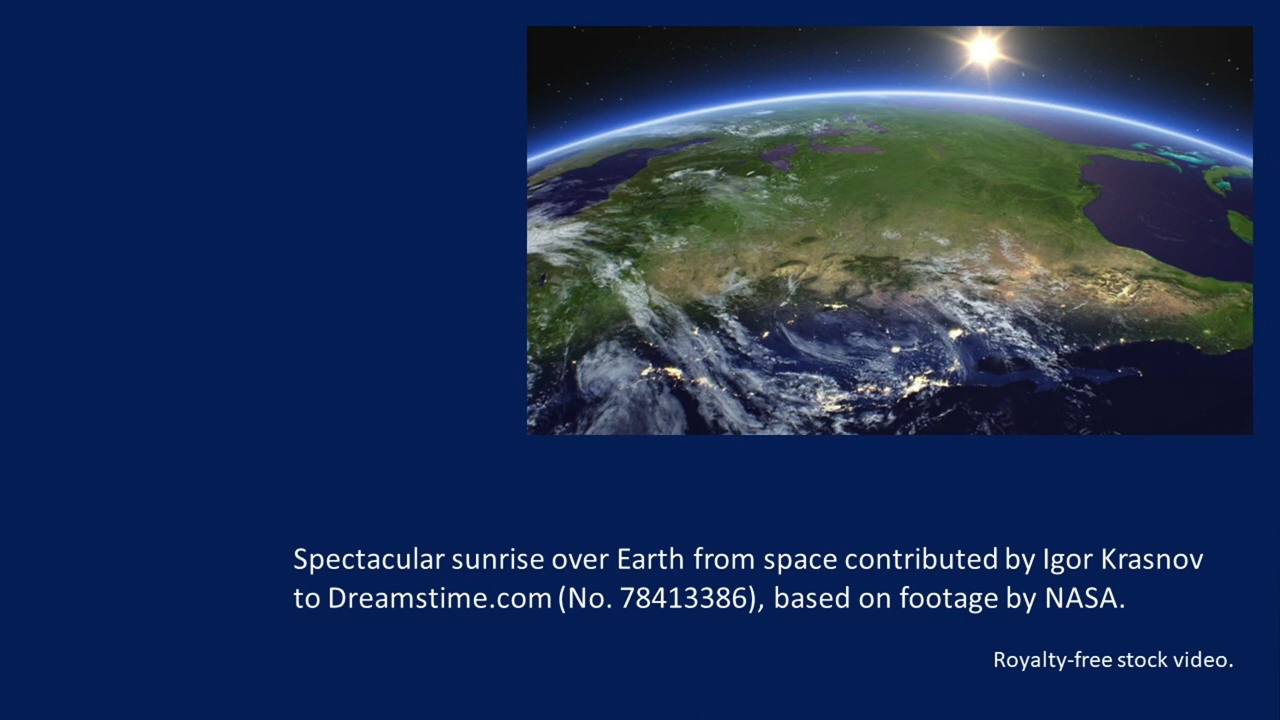 Spectacular sunrise over Earth from space contributed by Igor Krasnov
to Dreamstime.com (No. 78413386), based on footage by NASA.
Royalty-free stock video.